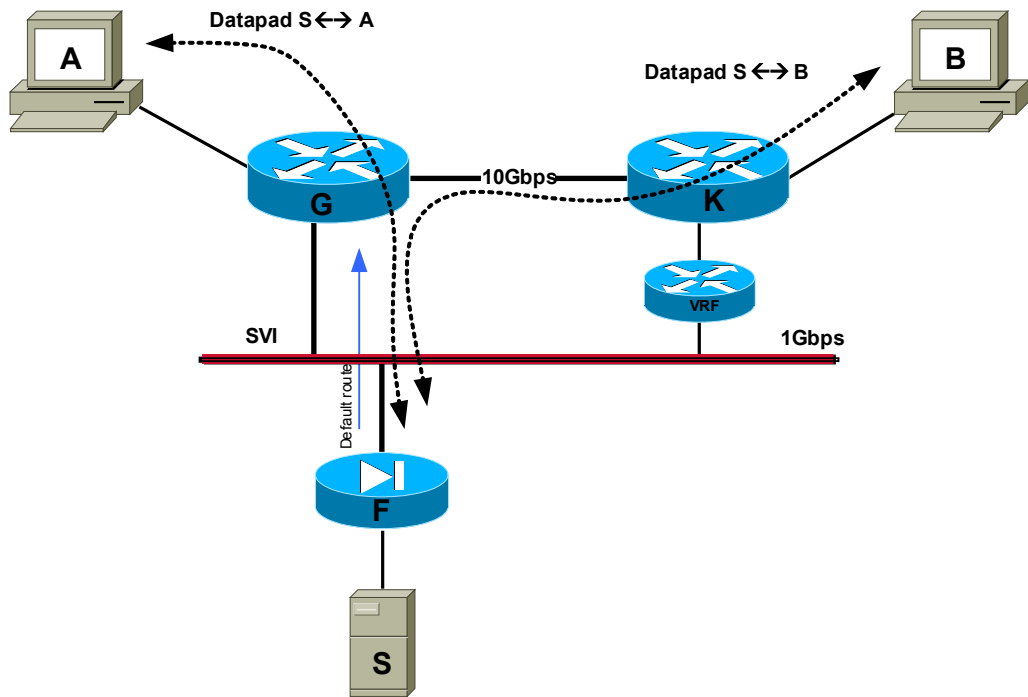 Datapad S ←→ A
A
Datapad S ←→ B
B
G
10Gbps
K
VRF
SVI
1Gbps
Default route
F
S